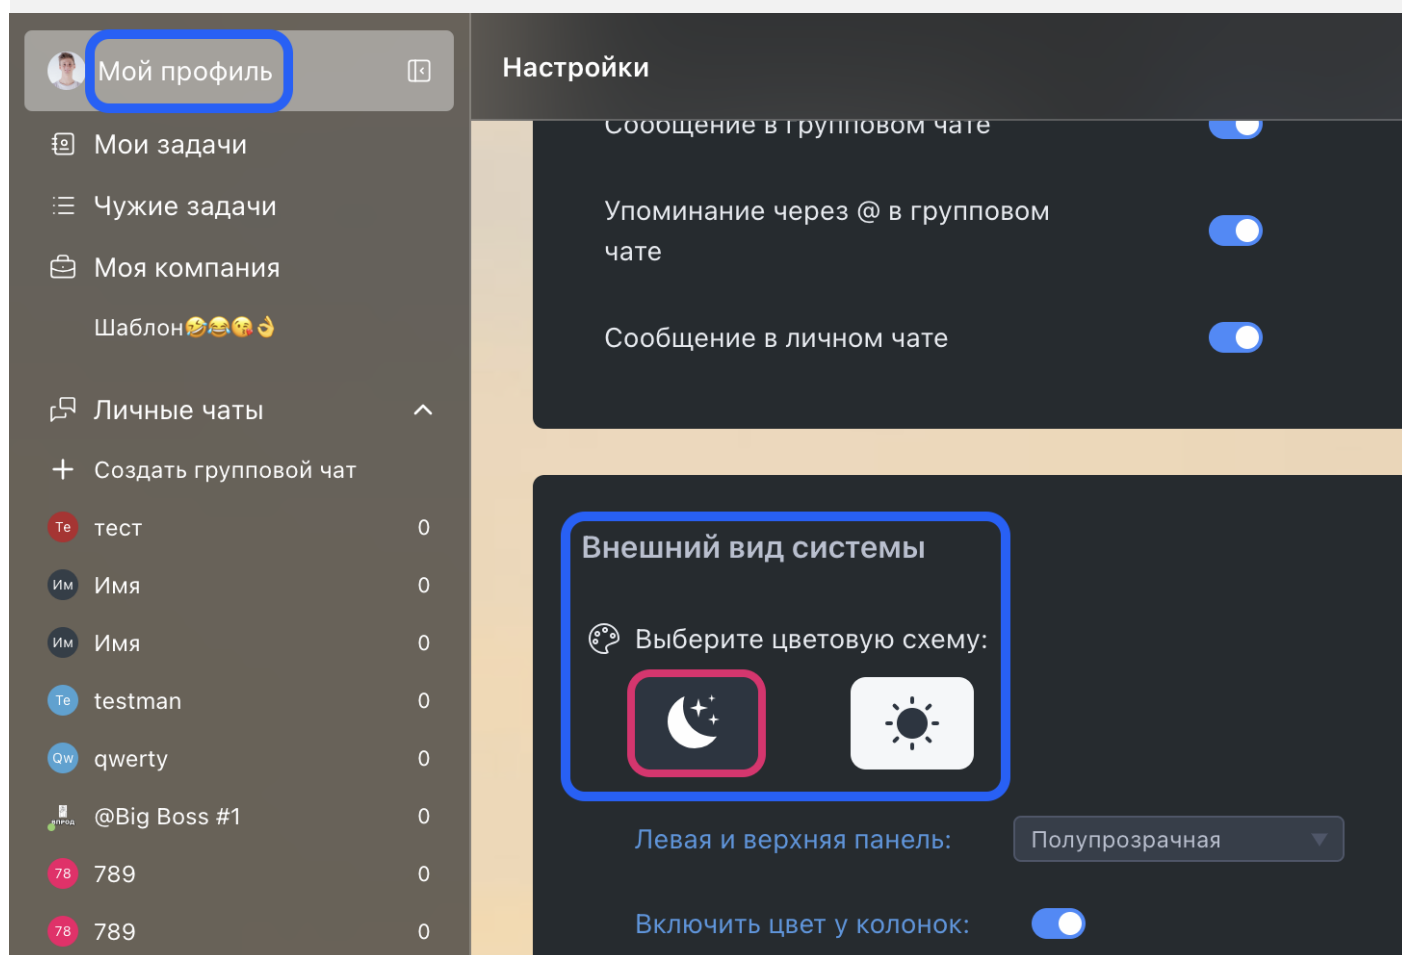 Мой профиль
Мои задачи
Чужие задачи
Моя компания
Шаблон🤣😂😘👌
Личные чаты
Создать групповой чат
Te тест 0
Им Имя 0
Им Имя 0
Te testman 0
Qw qwerty 0
@Big Boss #1 0
78 789 0
78 789 0
Настройки
Сообщение в групповом чате
Упоминание через @ в групповом
чате
Сообщение в личном чате
Внешний вид системы
Выберите цветовую схему:
Левая и верхняя панель: Полупрозрачная
Включить цвет у колонок: